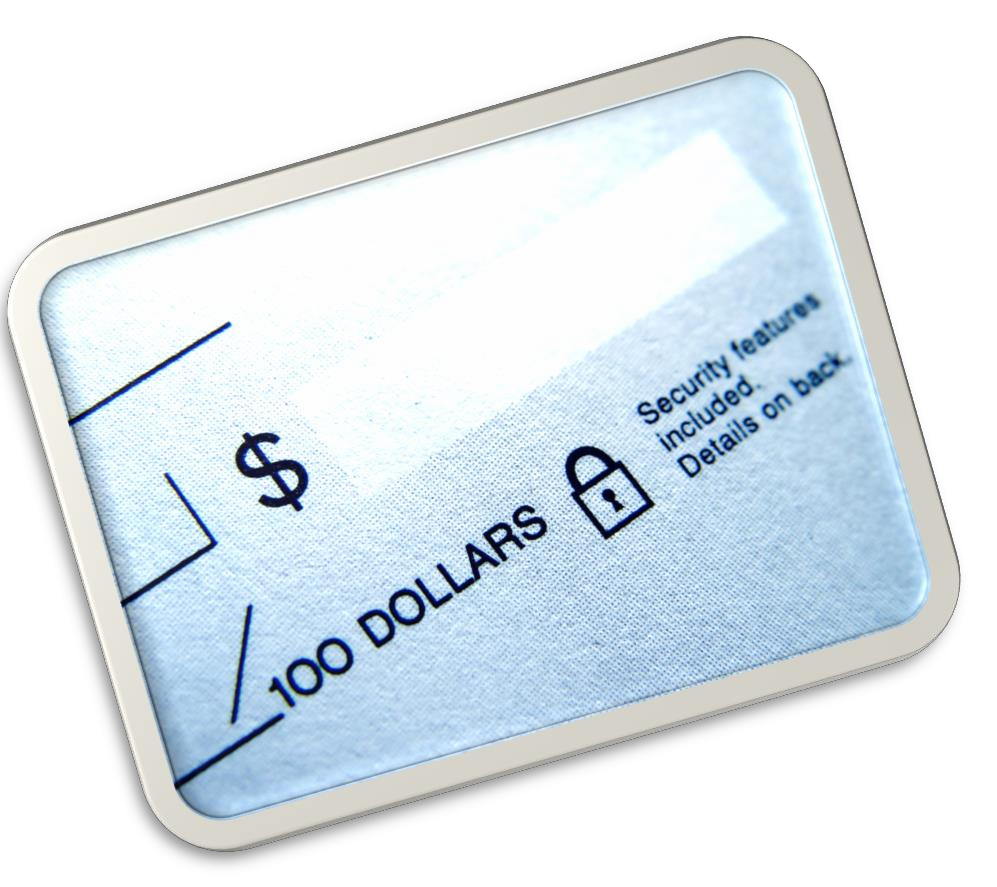 $
/100 DOLLARS
Security features
included.
Details on back.